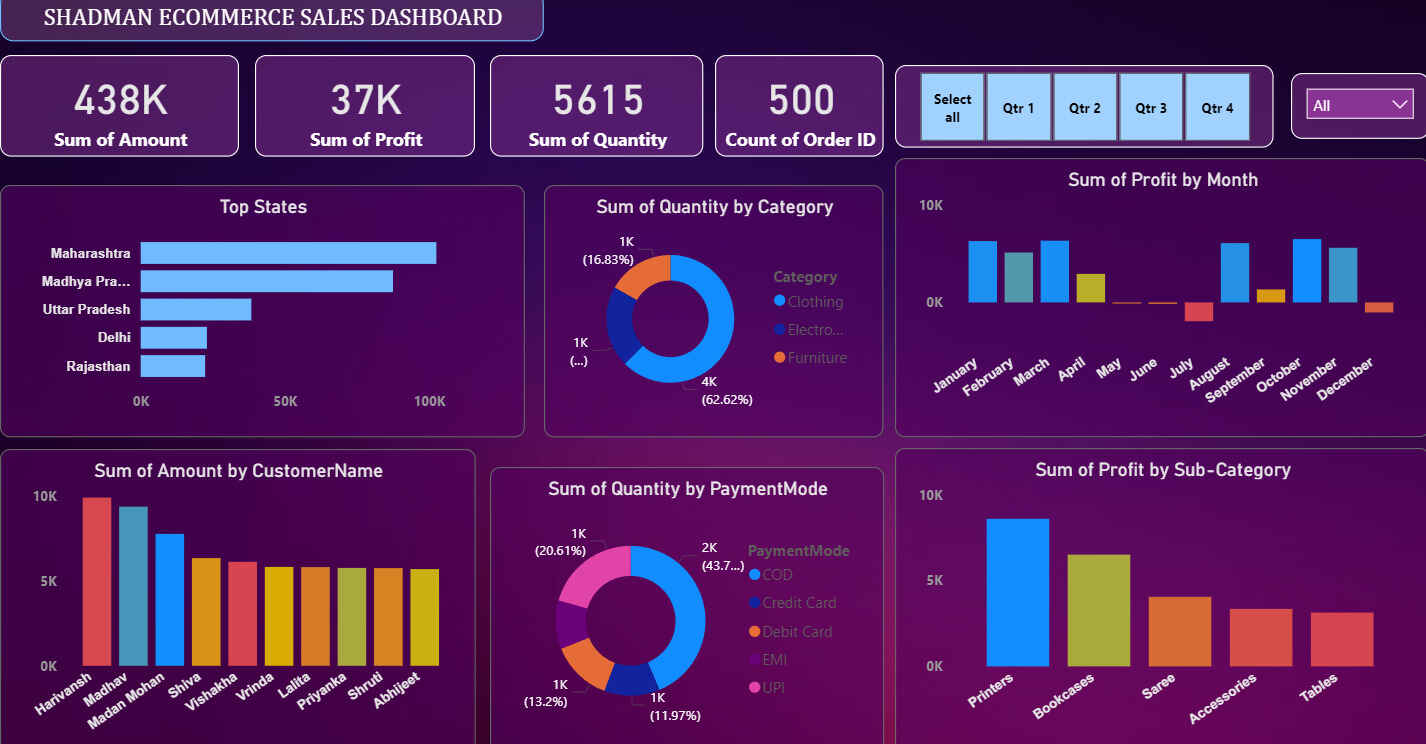 SHADMAN ECOMMERCE SALES DASHBOARD
438K
Sum of Amount
37K
Sum of Profit
5615
Sum of Quantity
500
Count of Order ID
Select
all
Qtr 1
Qtr 2
Qtr 3
Qtr 4
All
Top States
Maharashtra
Madhya Pra...
Uttar Pradesh
Delhi
Rajasthan
0K
50K
100K
Sum of Quantity by Category
1K
(16.83%)
1K
(...)
4K
(62.62%)
Category
Clothing
Electro...
Furniture
Sum of Profit by Month
10K
0K
January
February
March
April
May
June
July
August
September
October
November
December
Sum of Amount by CustomerName
10K
5K
0K
Harivansh
Madhav
Madan Mohan
Shiva
Vishakha
Vrinda
Lalita
Priyanka
Shruti
Abhijeet
Sum of Quantity by PaymentMode
1K
(20.61%)
2K
(43.7...)
1K
(13.2%)
1K
(11.97%)
PaymentMode
COD
Credit Card
Debit Card
EMI
UPI
Sum of Profit by Sub-Category
10K
5K
0K
Printers
Bookcases
Saree
Accessories
Tables